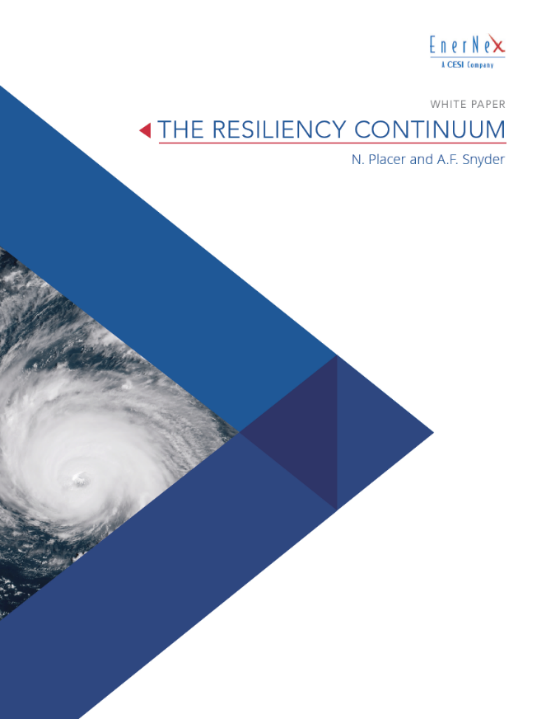 EnerNex
A CESI Company
WHITE PAPER
THE RESILIENCY CONTINUUM
N. Placer and A.F. Snyder